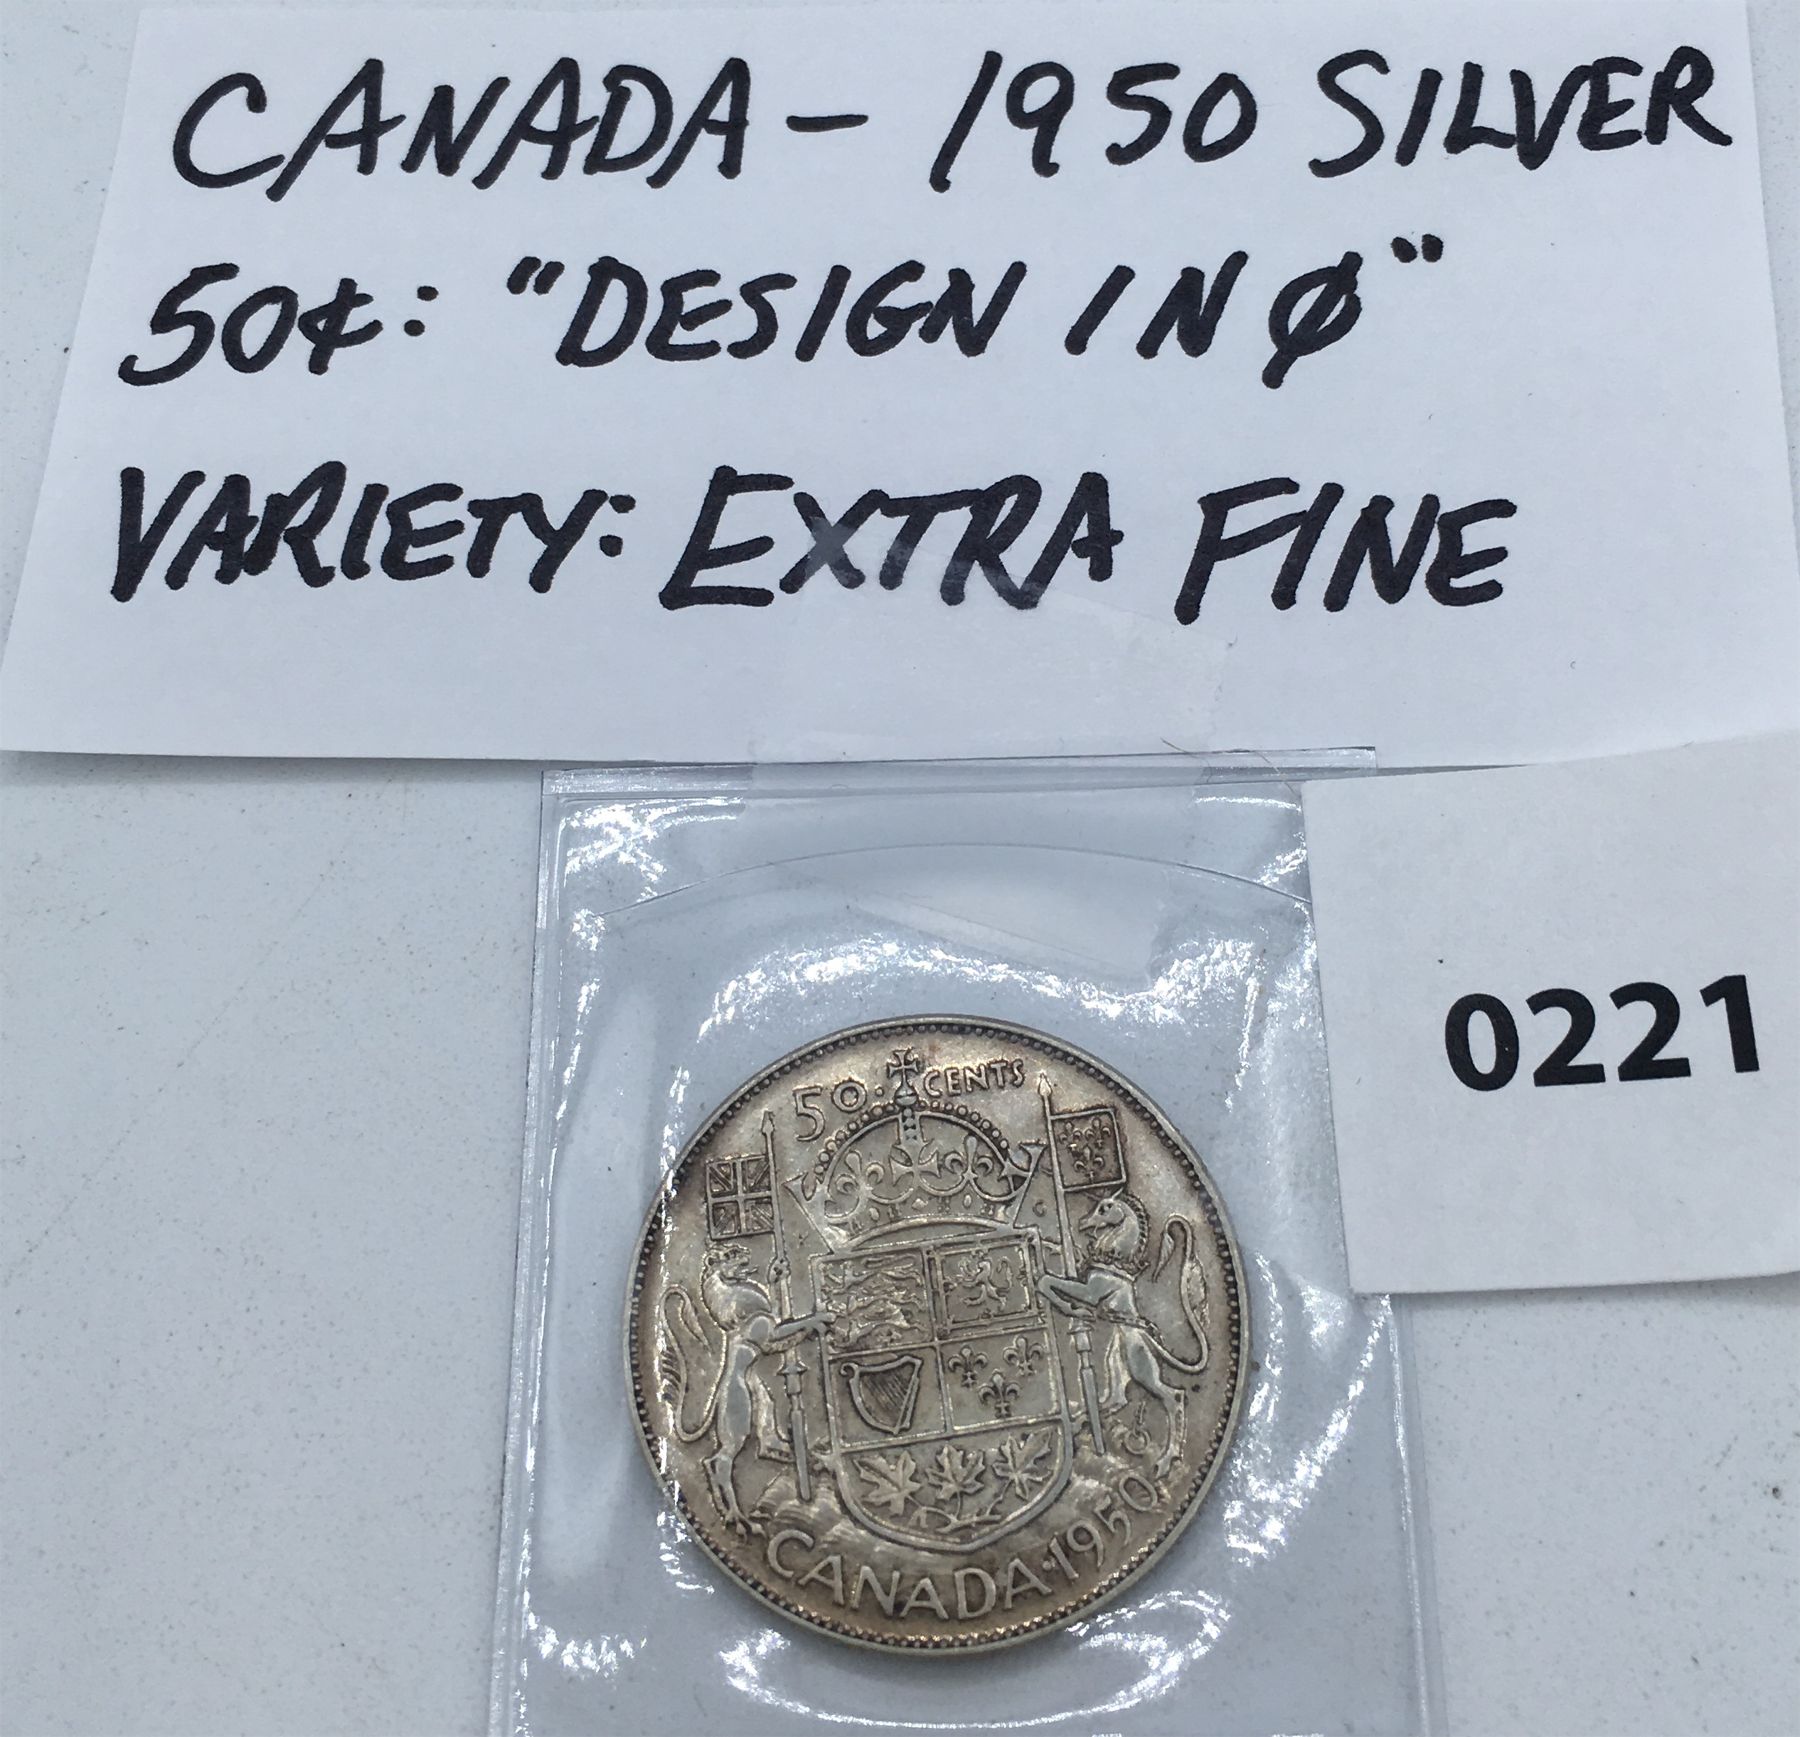 CANADA – 1950 SILVER
50¢: "DESIGN IN Ø"
VARIETY: EXTRA FINE
0221
50 · CENTS
CANADA · 1950